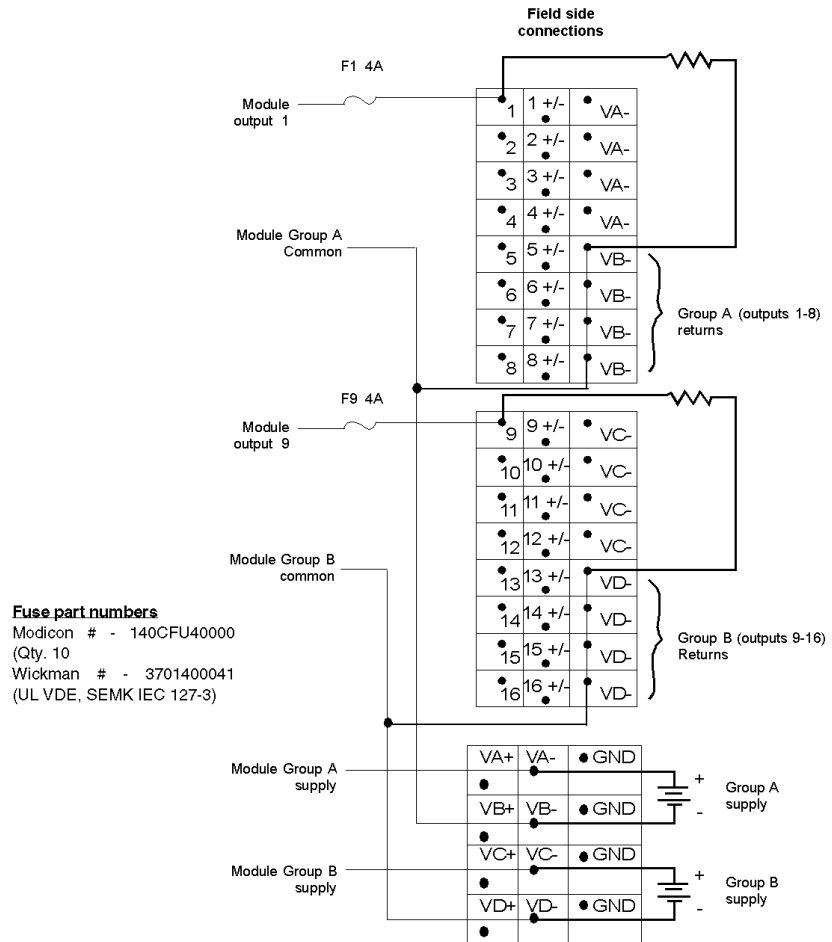 Field side
connections
F1 4A
Module
output 1
1 1 +/- VA-
2 2 +/- VA-
3 3 +/- VA-
4 4 +/- VA-
Module Group A
Common
5 5 +/- VB-
6 6 +/- VB-
7 7 +/- VB-
8 8 +/- VB-
Group A (outputs 1-8)
returns
F9 4A
Module
output 9
9 9 +/- VC-
10 10 +/- VC-
11 11 +/- VC-
12 12 +/- VC-
Module Group B
common
13 13 +/- VD-
14 14 +/- VD-
15 15 +/- VD-
16 16 +/- VD-
Group B (outputs 9-16)
Returns
Fuse part numbers
Modicon # - 140CFU40000
(Qty. 10
Wickman # - 3701400041
(UL VDE, SEMK IEC 127-3)
Module Group A
supply
VA+ VA- GND
VB+ VB- GND
+
-
Group A
supply
Module Group B
supply
VC+ VC- GND
VD+ VD- GND
+
-
Group B
supply